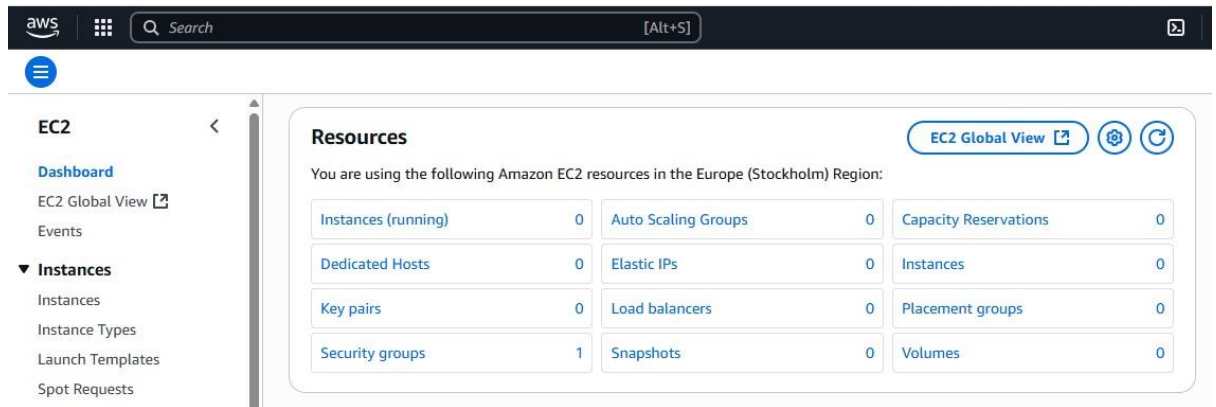 aws
Search [Alt+S]
EC2
Dashboard
EC2 Global View
Events
Instances
Instances
Instance Types
Launch Templates
Spot Requests
Resources
EC2 Global View
You are using the following Amazon EC2 resources in the Europe (Stockholm) Region:
Instances (running) 0 Auto Scaling Groups 0 Capacity Reservations 0
Dedicated Hosts 0 Elastic IPs 0 Instances 0
Key pairs 0 Load balancers 0 Placement groups 0
Security groups 1 Snapshots 0 Volumes 0